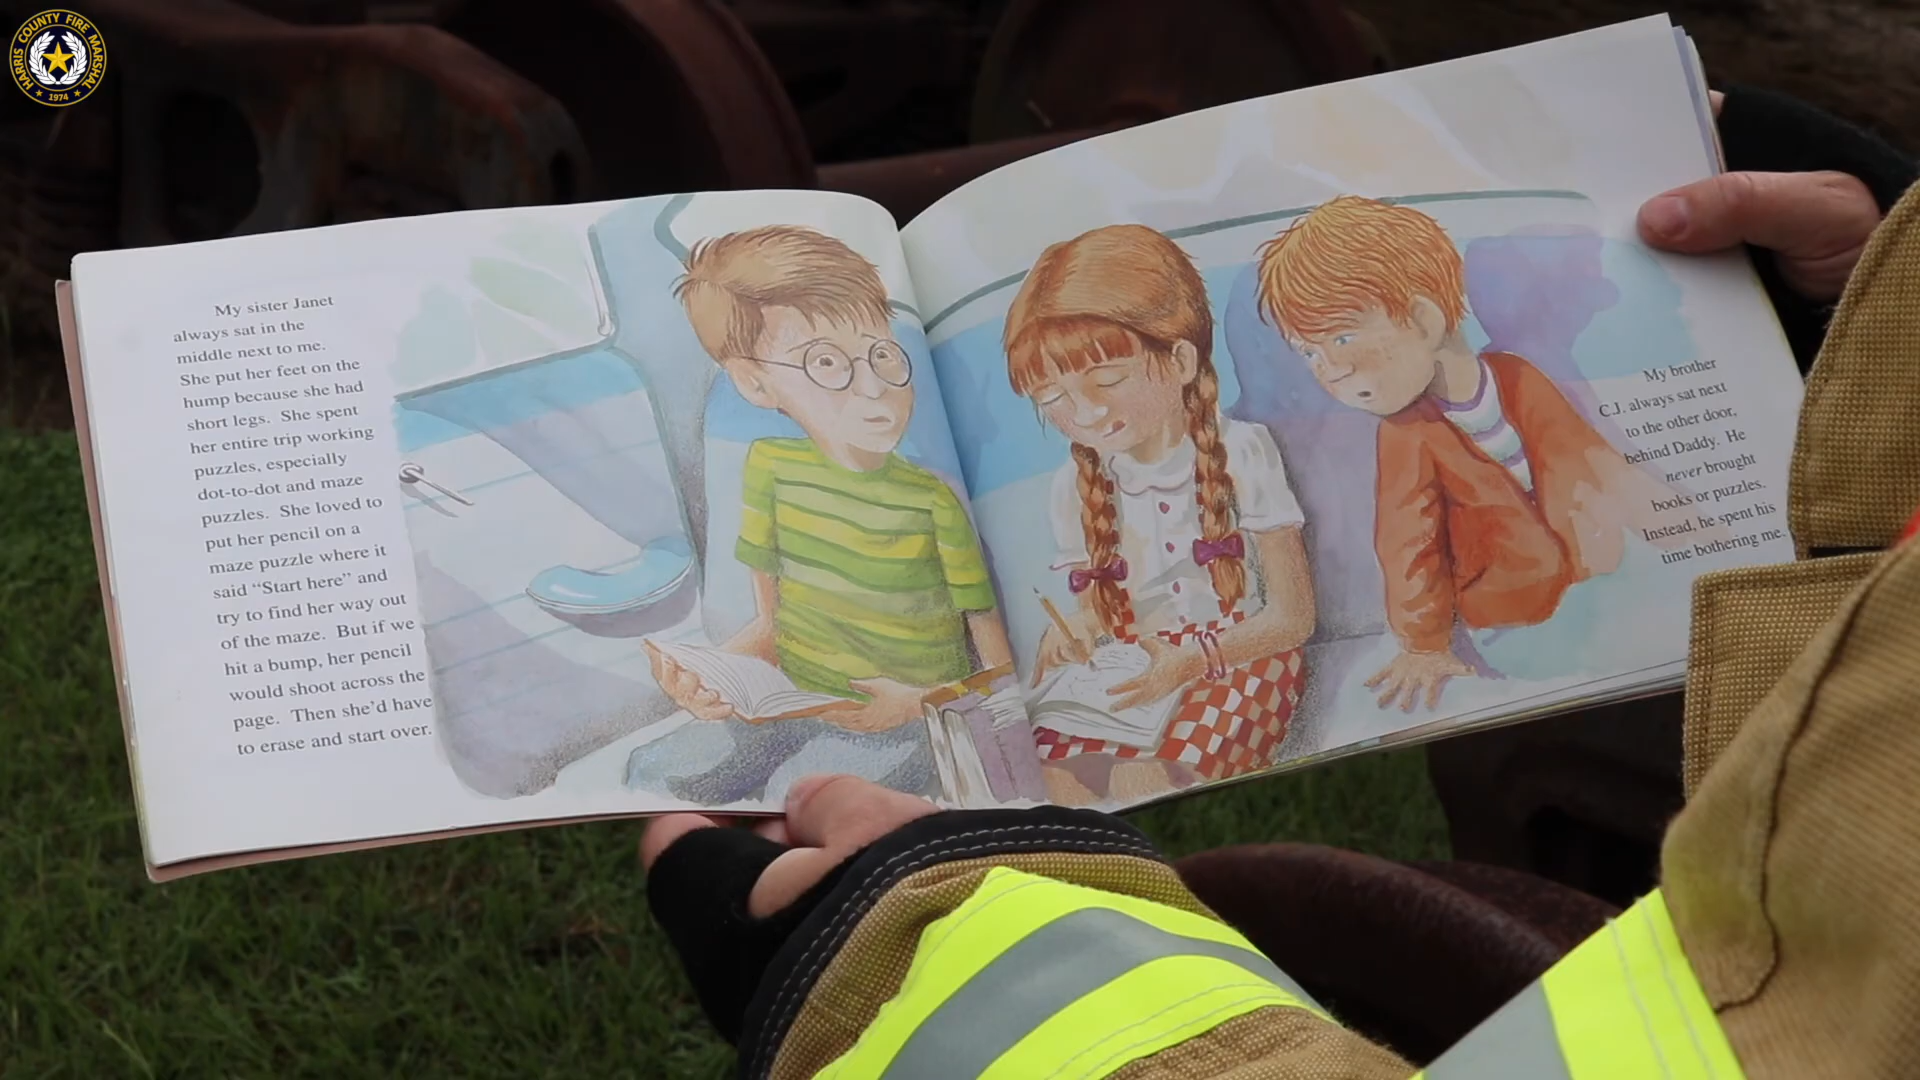 HARRIS COUNTY FIRE MARSHAL
★ 1974 ★
My sister Janet
always sat in the
middle next to me.
She put her feet on the
hump because she had
short legs. She spent
her entire trip working
puzzles, especially
dot-to-dot and maze
puzzles. She loved to
put her pencil on a
maze puzzle where it
said “Start here” and
try to find her way out
of the maze. But if we
hit a bump, her pencil
would shoot across the
page. Then she’d have
to erase and start over.
My brother
C.J. always sat next
to the other door,
behind Daddy. He
never brought
books or puzzles.
Instead, he spent his
time bothering me.